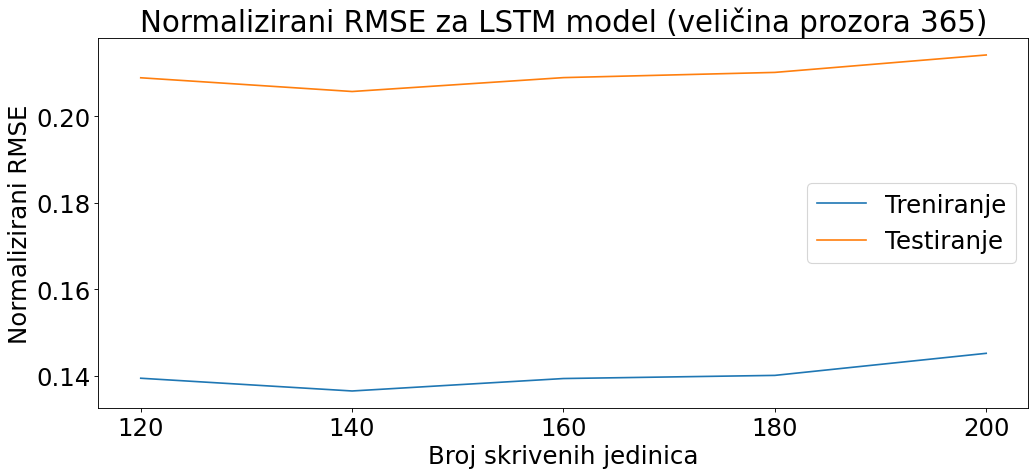 Normalizirani RMSE za LSTM model (veličina prozora 365)
Normalizirani RMSE
0.20
0.18
0.16
0.14
Treniranje
Testiranje
120 140 160 180 200
Broj skrivenih jedinica